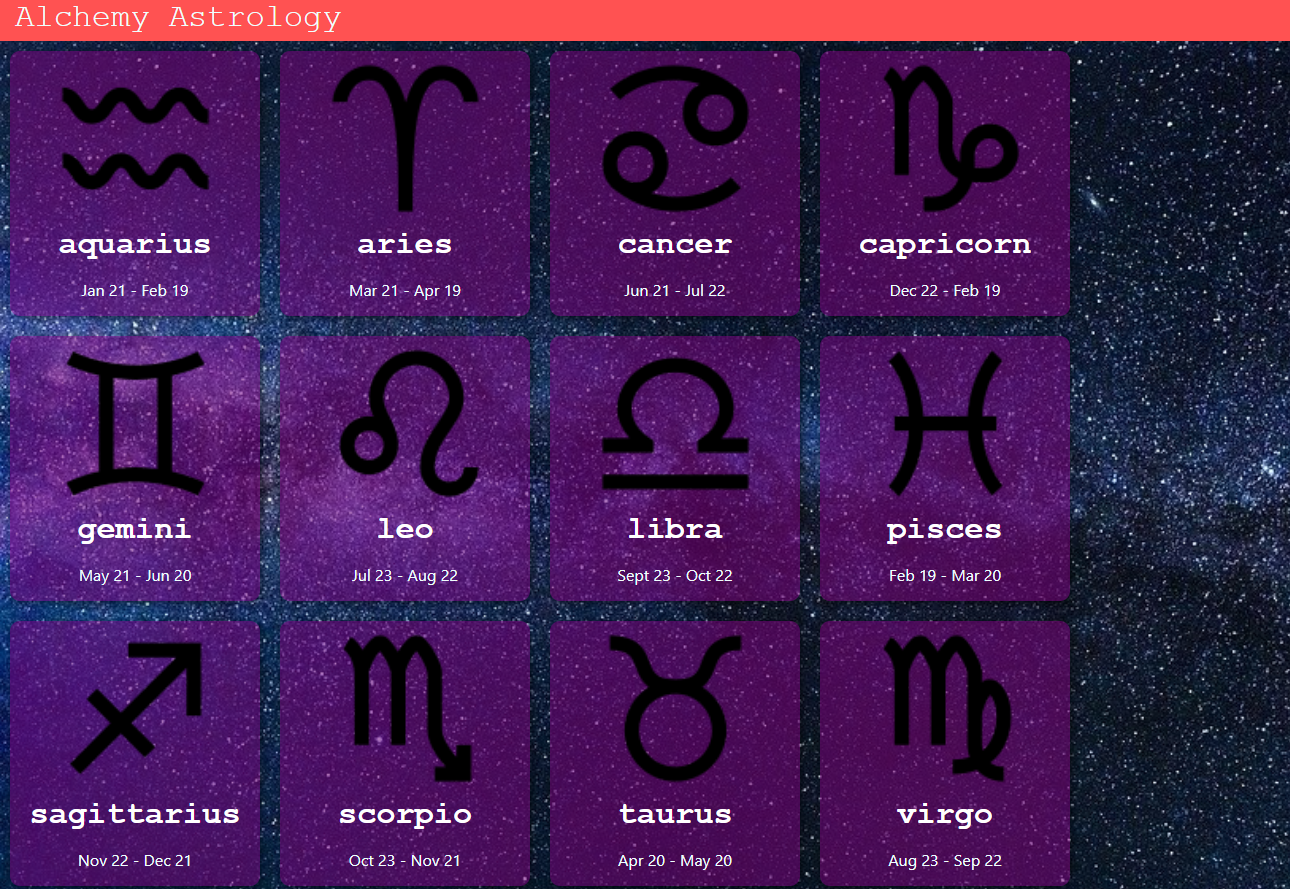 Alchemy Astrology
aquarius
Jan 21 - Feb 19
aries
Mar 21 - Apr 19
cancer
Jun 21 - Jul 22
capricorn
Dec 22 - Feb 19
gemini
May 21 - Jun 20
leo
Jul 23 - Aug 22
libra
Sept 23 - Oct 22
pisces
Feb 19 - Mar 20
sagittarius
Nov 22 - Dec 21
scorpio
Oct 23 - Nov 21
taurus
Apr 20 - May 20
virgo
Aug 23 - Sep 22